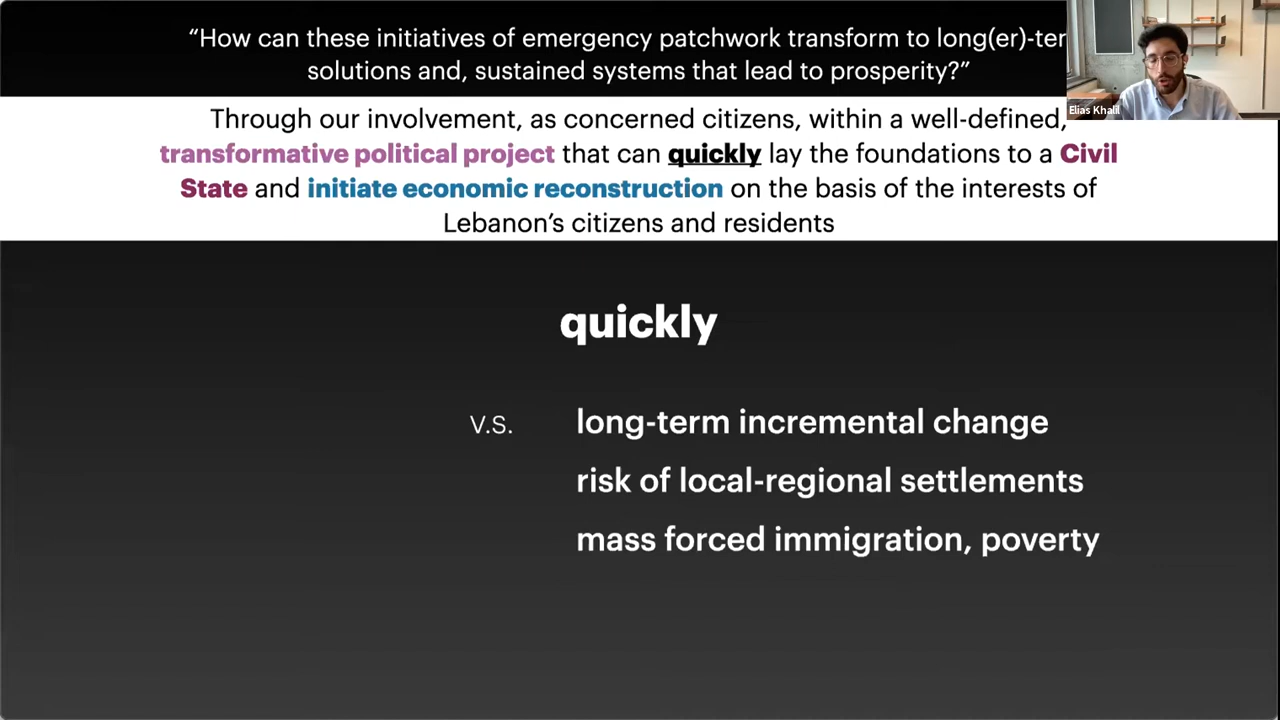 “How can these initiatives of emergency patchwork transform to long(er)-ter
solutions and, sustained systems that lead to prosperity?”
Elias Khalil
Through our involvement, as concerned citizens, within a well-defined,
transformative political project that can quickly lay the foundations to a Civil
State and initiate economic reconstruction on the basis of the interests of
Lebanon’s citizens and residents
quickly
v.s. long-term incremental change
risk of local-regional settlements
mass forced immigration, poverty